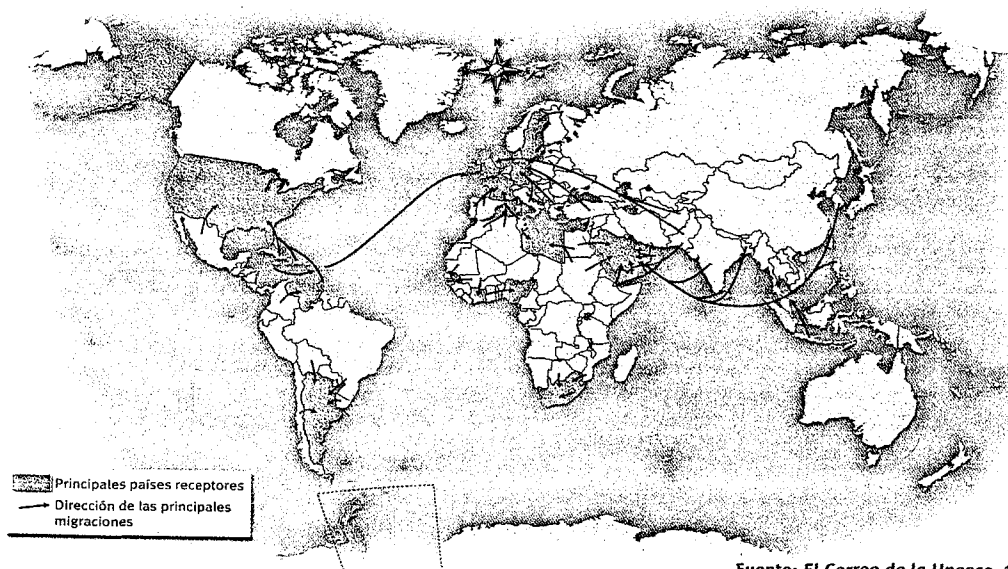 N
Principales países receptores
Dirección de las principales
migraciones
Fuente: El Correo de la Unesco,